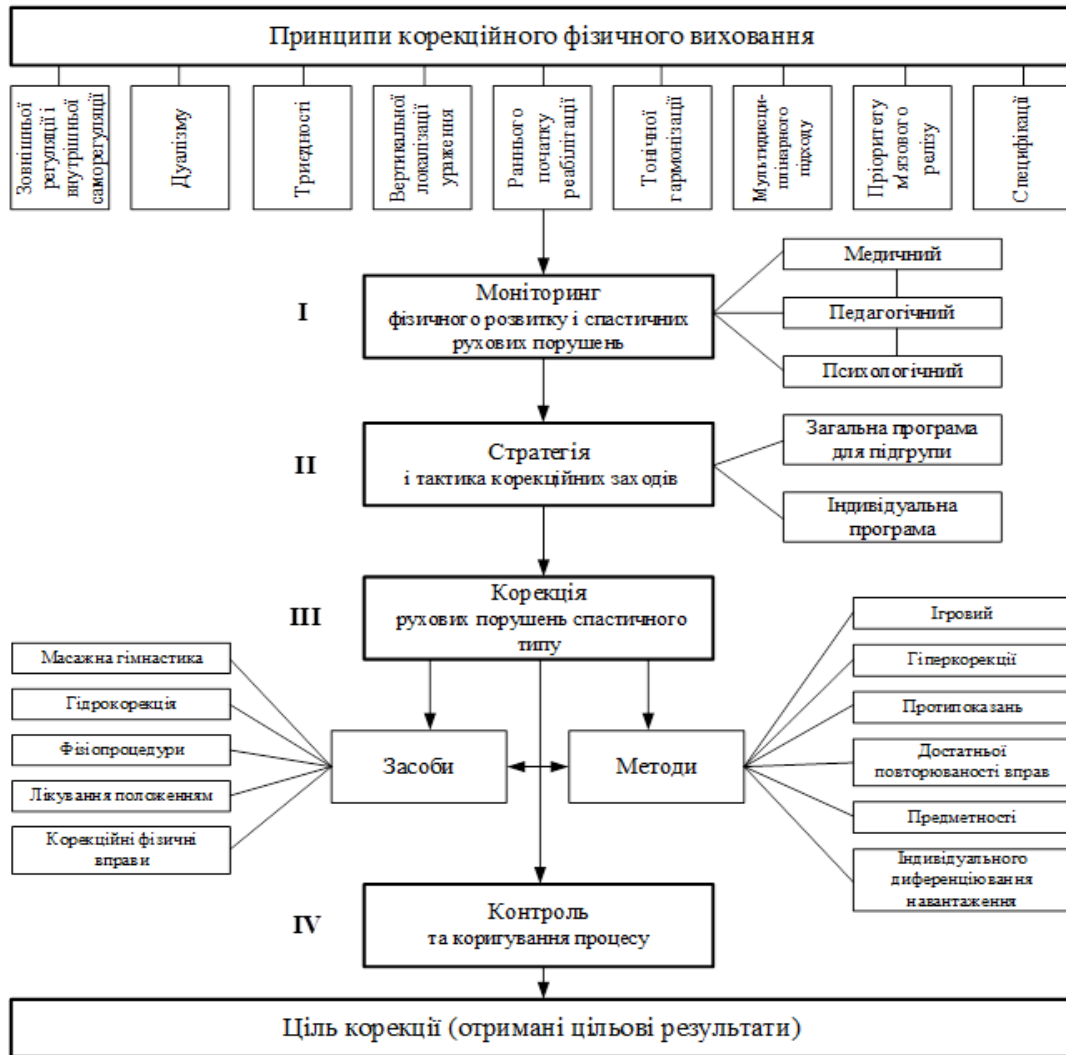 Принципи корекційного фізичного виховання
Зовнішньої
регуляції і
внутрішньої
саморегуляції
Дуалізму
Триєдності
Вертикальної
локалізації
ураження
Раннього
початку
реабілітації
Тонічної
гармонізації
Мультидисци-
плінарного
підходу
Пріоритету
м'язового
релізу
Специфікації
I
Моніторинг
фізичного розвитку і спастичних
рухових порушень
Медичний
Педагогічний
Психологічний
II
Стратегія
і тактика корекційних заходів
Загальна програма
для підгрупи
Індивідуальна
програма
III
Корекція
рухових порушень спастичного
типу
Масажна гімнастика
Гідрокорекція
Фізіопроцедури
Лікування положенням
Корекційні фізичні
вправи
Засоби
Методи
Ігровий
Гіперкорекції
Протипоказань
Достатньої
повторюваності вправ
Предметності
Індивідуального
диференціювання
навантаження
IV
Контроль
та коригування процесу
Ціль корекції (отримані цільові результати)